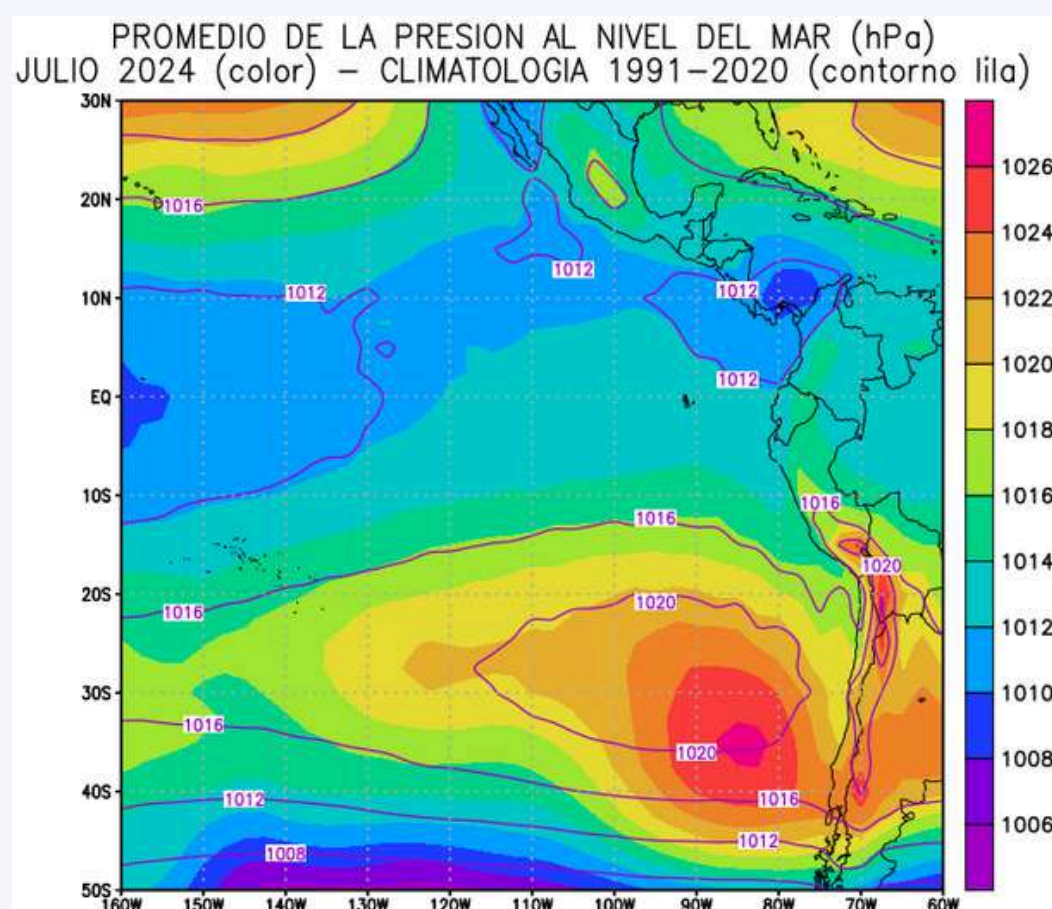 PROMEDIO DE LA PRESION AL NIVEL DEL MAR (hPa)
JULIO 2024 (color) – CLIMATOLOGIA 1991–2020 (contorno lila)
30N
20N
10N
EQ
10S
20S
30S
40S
50S
1016
1012
1012
1012
1012
1016
1016
1020
1016
1020
1016
1020
1016
1012
1012
1008
160W 150W 140W 130W 120W 110W 100W 90W 80W 70W 60W
1026
1024
1022
1020
1018
1016
1014
1012
1010
1008
1006